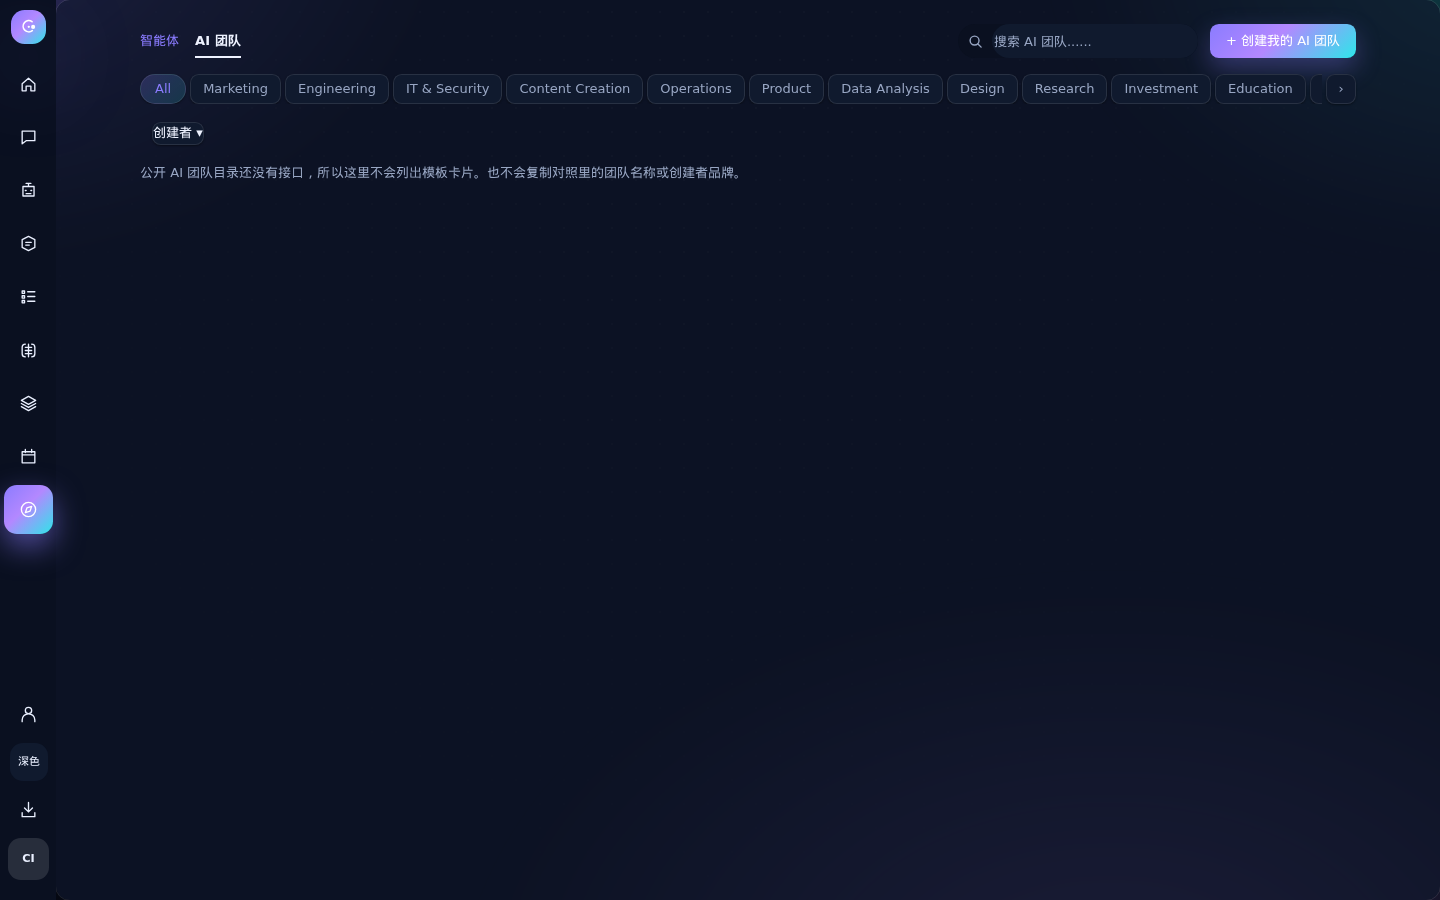 智能体 AI 团队 搜索 AI 团队…… + 创建我的 AI 团队
All Marketing Engineering IT & Security Content Creation Operations Product Data Analysis Design Research Investment Education ›
创建者 ▾
公开 AI 团队目录还没有接口，所以这里不会列出模板卡片。也不会复制对照里的团队名称或创建者品牌。
深色
CI